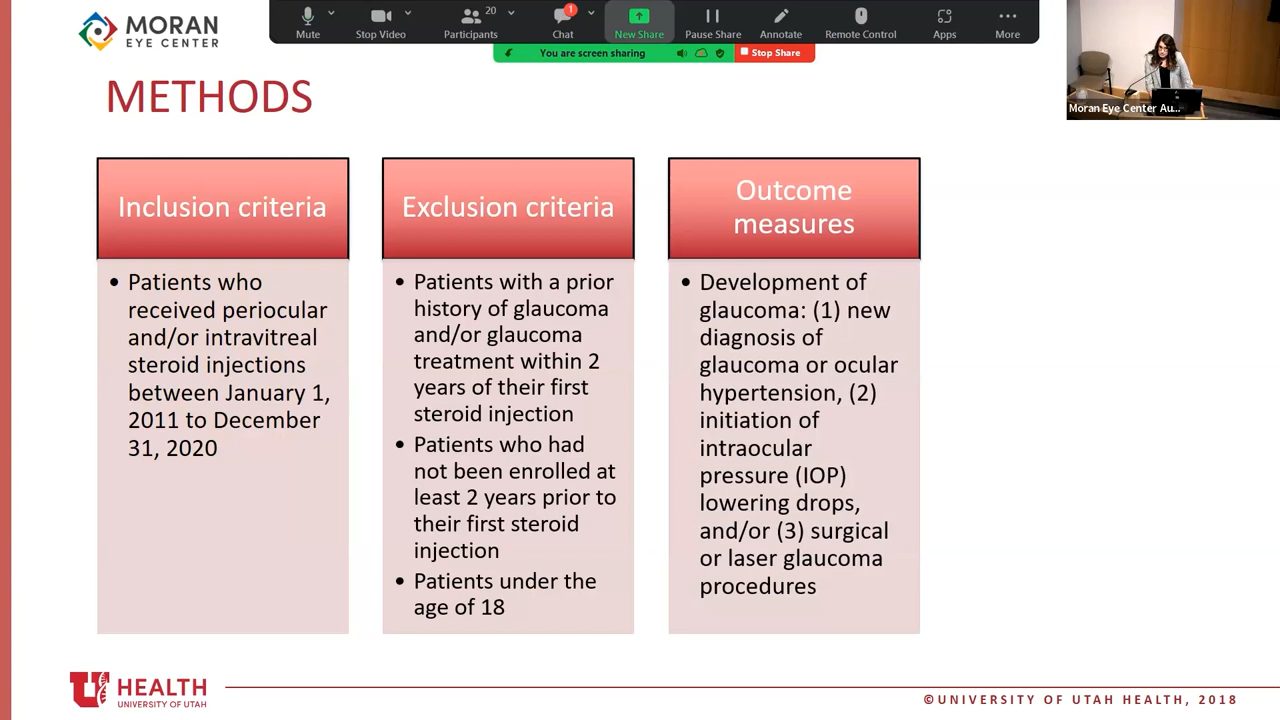 MORAN
EYE CENTER
Mute
Stop Video
20
Participants
1
Chat
New Share
Pause Share
Annotate
Remote Control
Apps
More
You are screen sharing
Stop Share
Moran Eye Center Au...
METHODS
Inclusion criteria
• Patients who
received periocular
and/or intravitreal
steroid injections
between January 1,
2011 to December
31, 2020
Exclusion criteria
• Patients with a prior
history of glaucoma
and/or glaucoma
treatment within 2
years of their first
steroid injection
• Patients who had
not been enrolled at
least 2 years prior to
their first steroid
injection
• Patients under the
age of 18
Outcome
measures
• Development of
glaucoma: (1) new
diagnosis of
glaucoma or ocular
hypertension, (2)
initiation of
intraocular
pressure (IOP)
lowering drops,
and/or (3) surgical
or laser glaucoma
procedures
U HEALTH
UNIVERSITY OF UTAH
©UNIVERSITY OF UTAH HEALTH, 2018